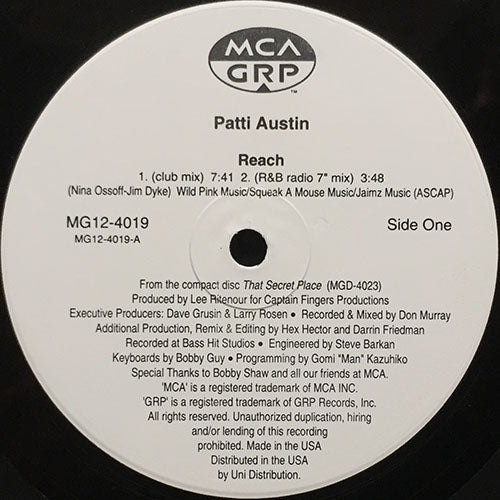 MCA
GRP
TM
Patti Austin
Reach
1. (club mix) 7:41 2. (R&B radio 7" mix) 3:48
(Nina Ossoff-Jim Dyke) Wild Pink Music/Squeak A Mouse Music/Jaimz Music (ASCAP)
MG12-4019
MG12-4019-A
Side One
From the compact disc That Secret Place (MGD-4023)
Produced by Lee Ritenour for Captain Fingers Productions
Executive Producers: Dave Grusin & Larry Rosen • Recorded & Mixed by Don Murray
Additional Production, Remix & Editing by Hex Hector and Darrin Friedman
Recorded at Bass Hit Studios • Engineered by Steve Barkan
Keyboards by Bobby Guy • Programming by Gomi "Man" Kazuhiko
Special Thanks to Bobby Shaw and all our friends at MCA.
'MCA' is a registered trademark of MCA INC.
'GRP' is a registered trademark of GRP Records, Inc.
All rights reserved. Unauthorized duplication, hiring
and/or lending of this recording
prohibited. Made in the USA
Distributed in the USA
by Uni Distribution.